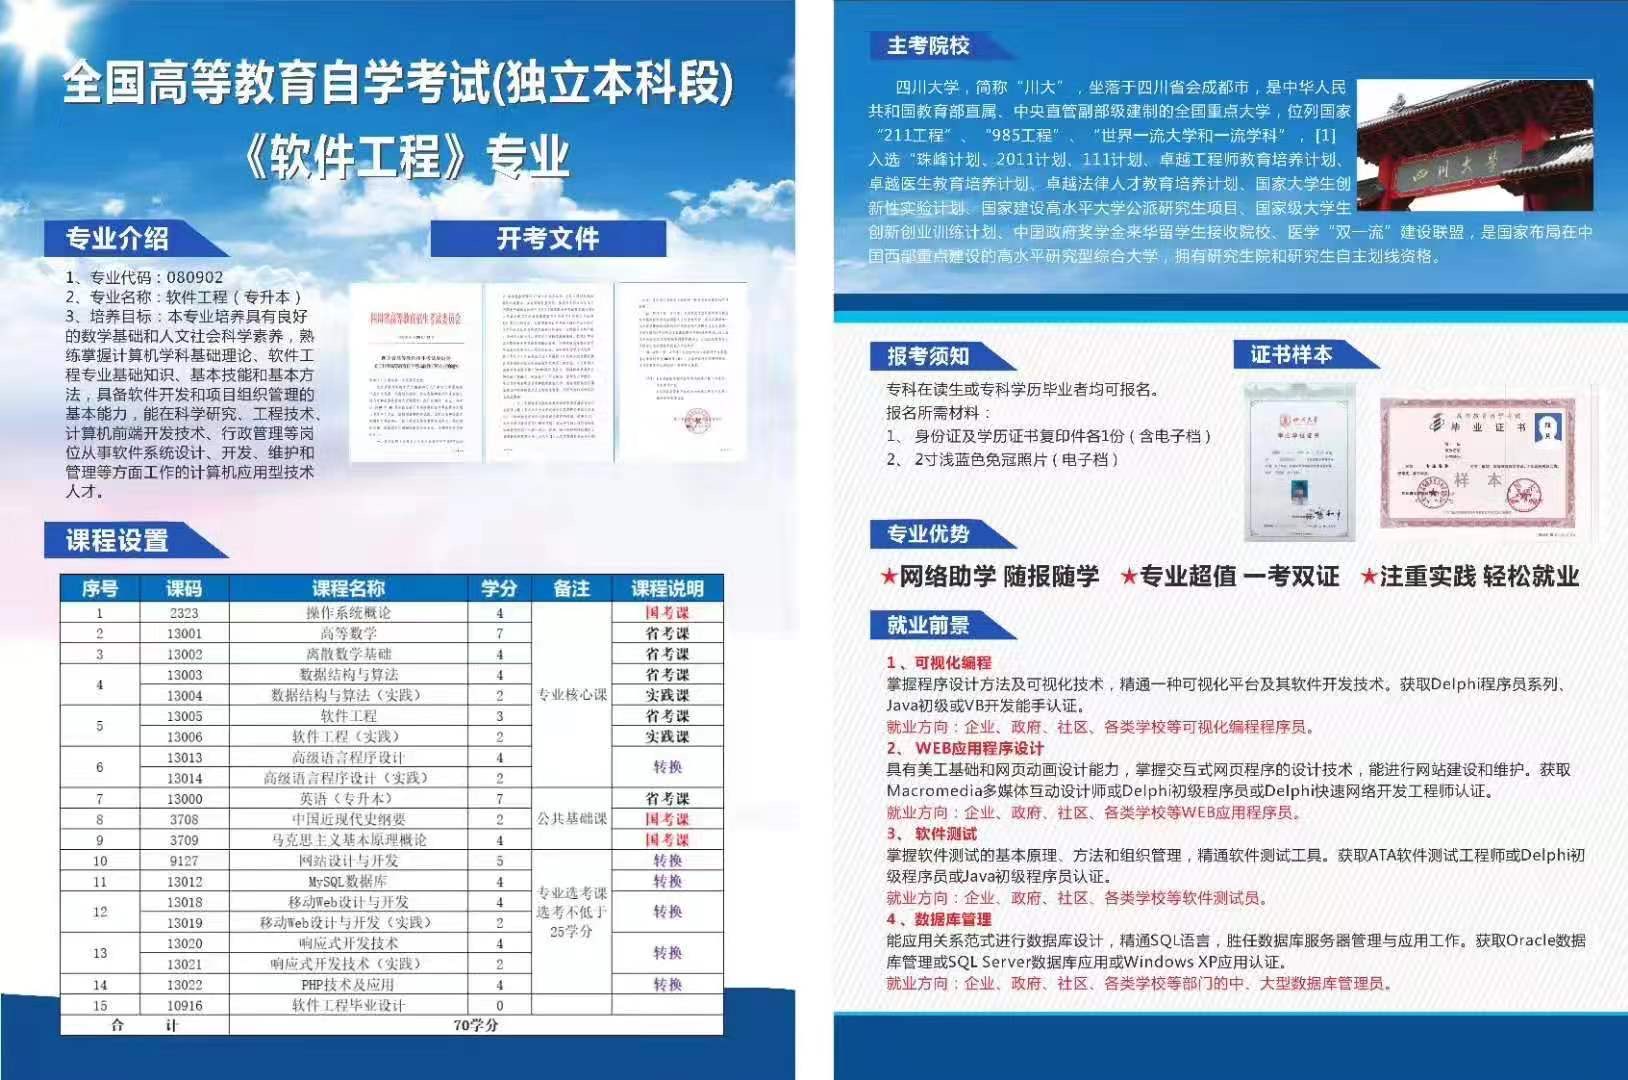 全国高等教育自学考试(独立本科段)
《软件工程》专业
专业介绍
1、专业代码：080902
2、专业名称：软件工程（专升本）
3、培养目标：本专业培养具有良好
的数学基础和人文社会科学素养，熟
练掌握计算机学科基础理论、软件工
程专业基础知识、基本技能和基本方
法，具备软件开发和项目组织管理的
基本能力，能在科学研究、工程技术、
计算机前端开发技术、行政管理等岗
位从事软件系统设计、开发、维护和
管理等方面工作的计算机应用型技术
人才。
开考文件
四川省高等教育招生考试委员会
课程设置
序号 课码 课程名称 学分 备注 课程说明
1 2323 操作系统概论 4 国考课
2 13001 高等数学 7 省考课
3 13002 离散数学基础 4 省考课
4 13003 数据结构与算法 4 省考课
13004 数据结构与算法（实践） 2 专业核心课 实践课
5 13005 软件工程 3 省考课
13006 软件工程（实践） 2 实践课
6 13013 高级语言程序设计 4 转换
13014 高级语言程序设计（实践） 2
7 13000 英语（专升本） 7 省考课
8 3708 中国近现代史纲要 2 公共基础课 国考课
9 3709 马克思主义基本原理概论 4 国考课
10 9127 网站设计与开发 5 转换
11 13012 MySQL数据库 4 转换
12 13018 移动Web设计与开发 4 专业选考课 选考不低于 25学分 转换
13019 移动Web设计与开发（实践） 2
13 13020 响应式开发技术 4 转换
13021 响应式开发技术（实践） 2
14 13022 PHP技术及应用 4 转换
15 10916 软件工程毕业设计 0
合 计 70学分
主考院校
四川大学，简称“川大”，坐落于四川省会成都市，是中华人民
共和国教育部直属、中央直管副部级建制的全国重点大学，位列国家
“211工程”、“985工程”、“世界一流大学和一流学科”，[1]
入选“珠峰计划、2011计划、111计划、卓越工程师教育培养计划、
卓越医生教育培养计划、卓越法律人才教育培养计划、国家大学生创
新性实验计划、国家建设高水平大学公派研究生项目、国家级大学生
创新创业训练计划、中国政府奖学金来华留学生接收院校、医学“双一流”建设联盟，是国家布局在中
国西部重点建设的高水平研究型综合大学，拥有研究生院和研究生自主划线资格。
四川大学
报考须知
专科在读生或专科学历毕业者均可报名。
报名所需材料：
1、 身份证及学历证书复印件各1份（含电子档）
2、 2寸浅蓝色免冠照片（电子档）
证书样本
四川大学
高等教育自学考试
毕业证书
样本
专业优势
★网络助学 随报随学 ★专业超值 一考双证 ★注重实践 轻松就业
就业前景
1、可视化编程
掌握程序设计方法及可视化技术，精通一种可视化平台及其软件开发技术。获取Delphi程序员系列、
Java初级或VB开发能手认证。
就业方向：企业、政府、社区、各类学校等可视化编程程序员。
2、 WEB应用程序设计
具有美工基础和网页动画设计能力，掌握交互式网页程序的设计技术，能进行网站建设和维护。获取
Macromedia多媒体互动设计师或Delphi初级程序员或Delphi快速网络开发工程师认证。
就业方向：企业、政府、社区、各类学校等WEB应用程序员。
3、 软件测试
掌握软件测试的基本原理、方法和组织管理，精通软件测试工具。获取ATA软件测试工程师或Delphi初
级程序员或Java初级程序员认证。
就业方向：企业、政府、社区、各类学校等软件测试员。
4、数据库管理
能应用关系范式进行数据库设计，精通SQL语言，胜任数据库服务器管理与应用工作。获取Oracle数据
库管理或SQL Server数据库应用或Windows XP应用认证。
就业方向：企业、政府、社区、各类学校等部门的中、大型数据库管理员。